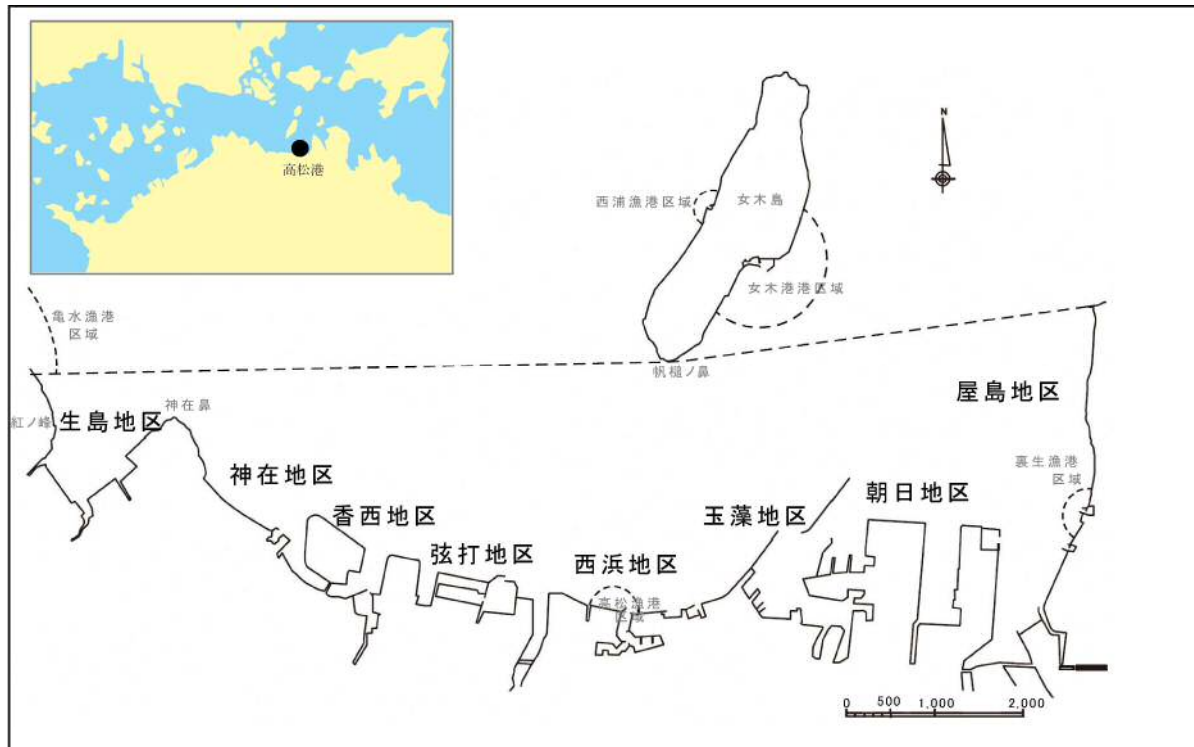 高松港
N
西浦漁港区域
女木島
女木港港区域
亀水漁港
区域
帆槌ノ鼻
神在鼻
紅ノ峰
生島地区
屋島地区
神在地区
裏生漁港
区域
香西地区
玉藻地区
朝日地区
弦打地区
西浜地区
高松漁港
区域
0 500 1,000 2,000